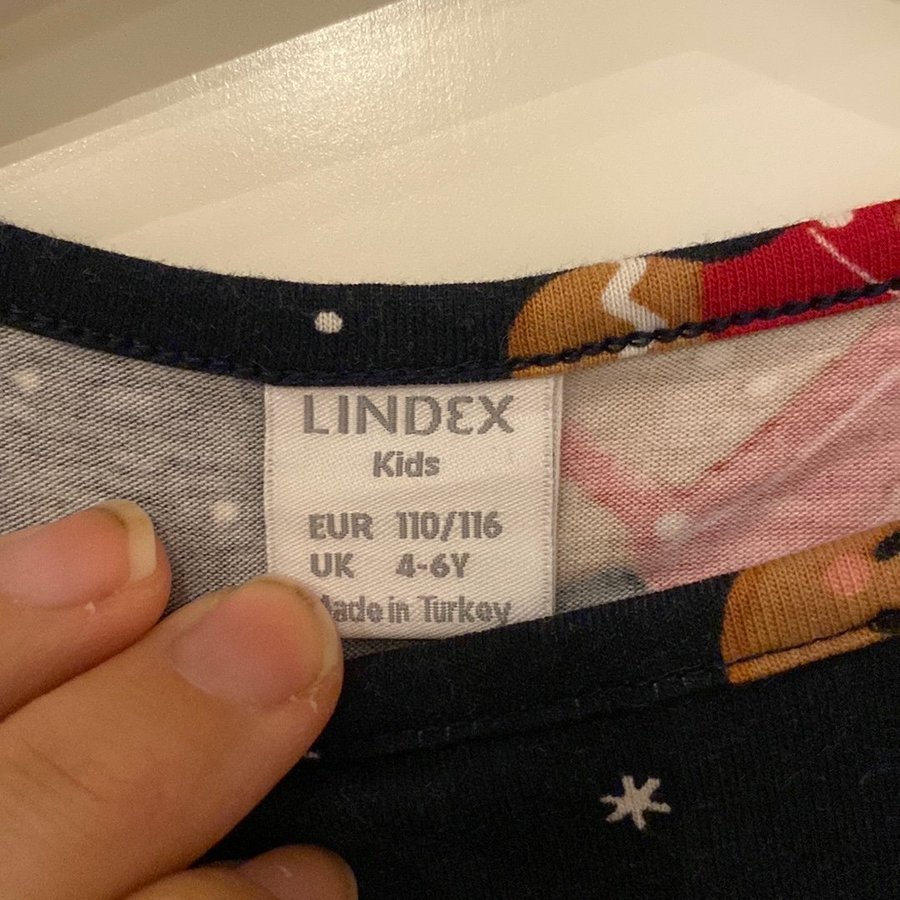 LINDEX
Kids
EUR 110/116
UK 4-6Y
Made in Turkey